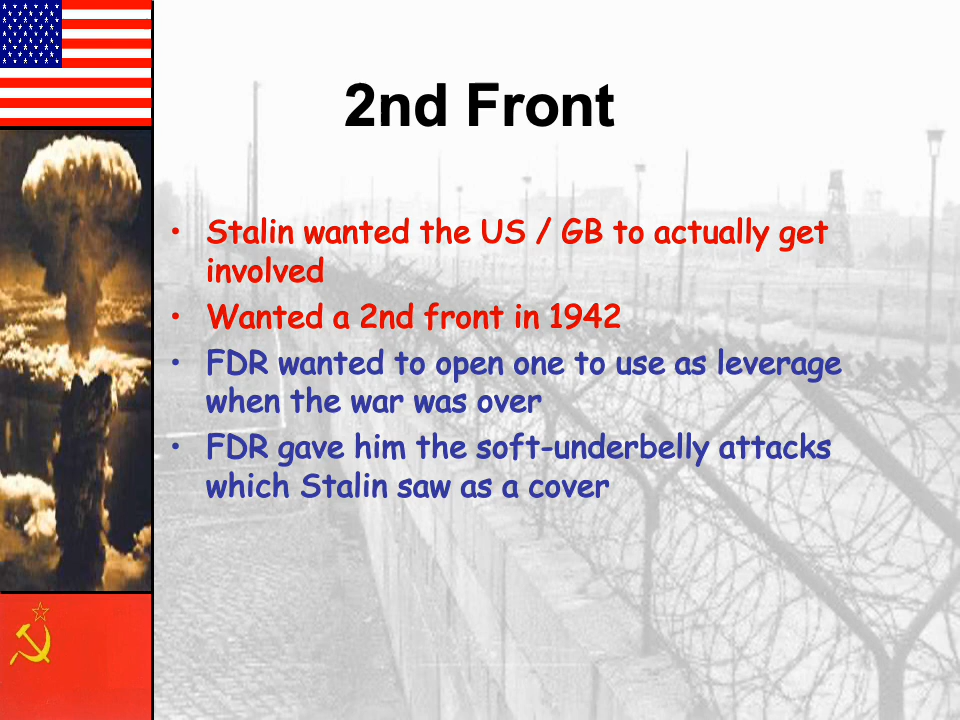 2nd Front
• Stalin wanted the US / GB to actually get
involved
• Wanted a 2nd front in 1942
• FDR wanted to open one to use as leverage
when the war was over
• FDR gave him the soft-underbelly attacks
which Stalin saw as a cover